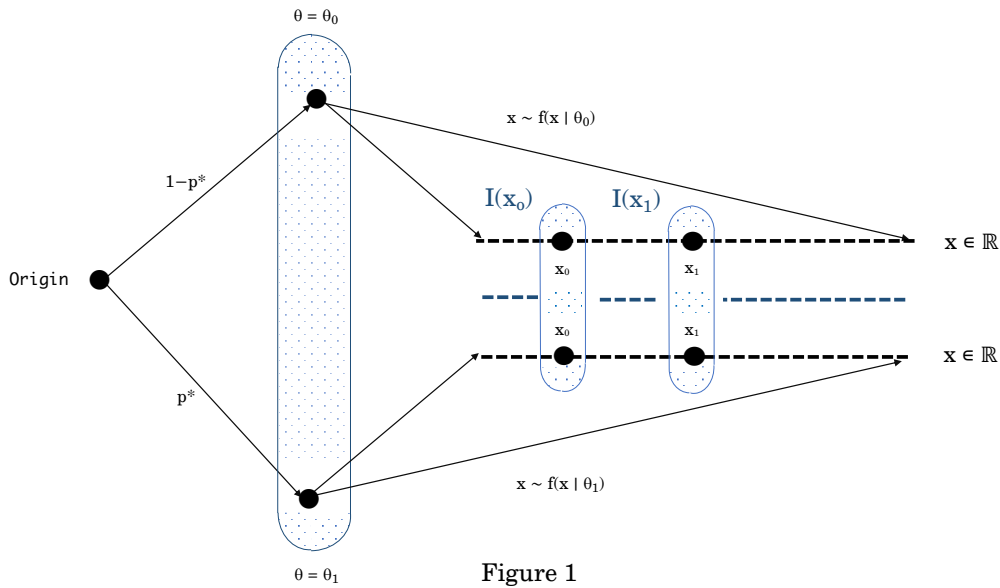 θ = θ₀
x ~ f(x | θ₀)
1−p*
I(xₒ) I(x₁)
x ∈ ℝ
Origin
x₀ x₁
x₀ x₁
x ∈ ℝ
p*
x ~ f(x | θ₁)
θ = θ₁
Figure 1